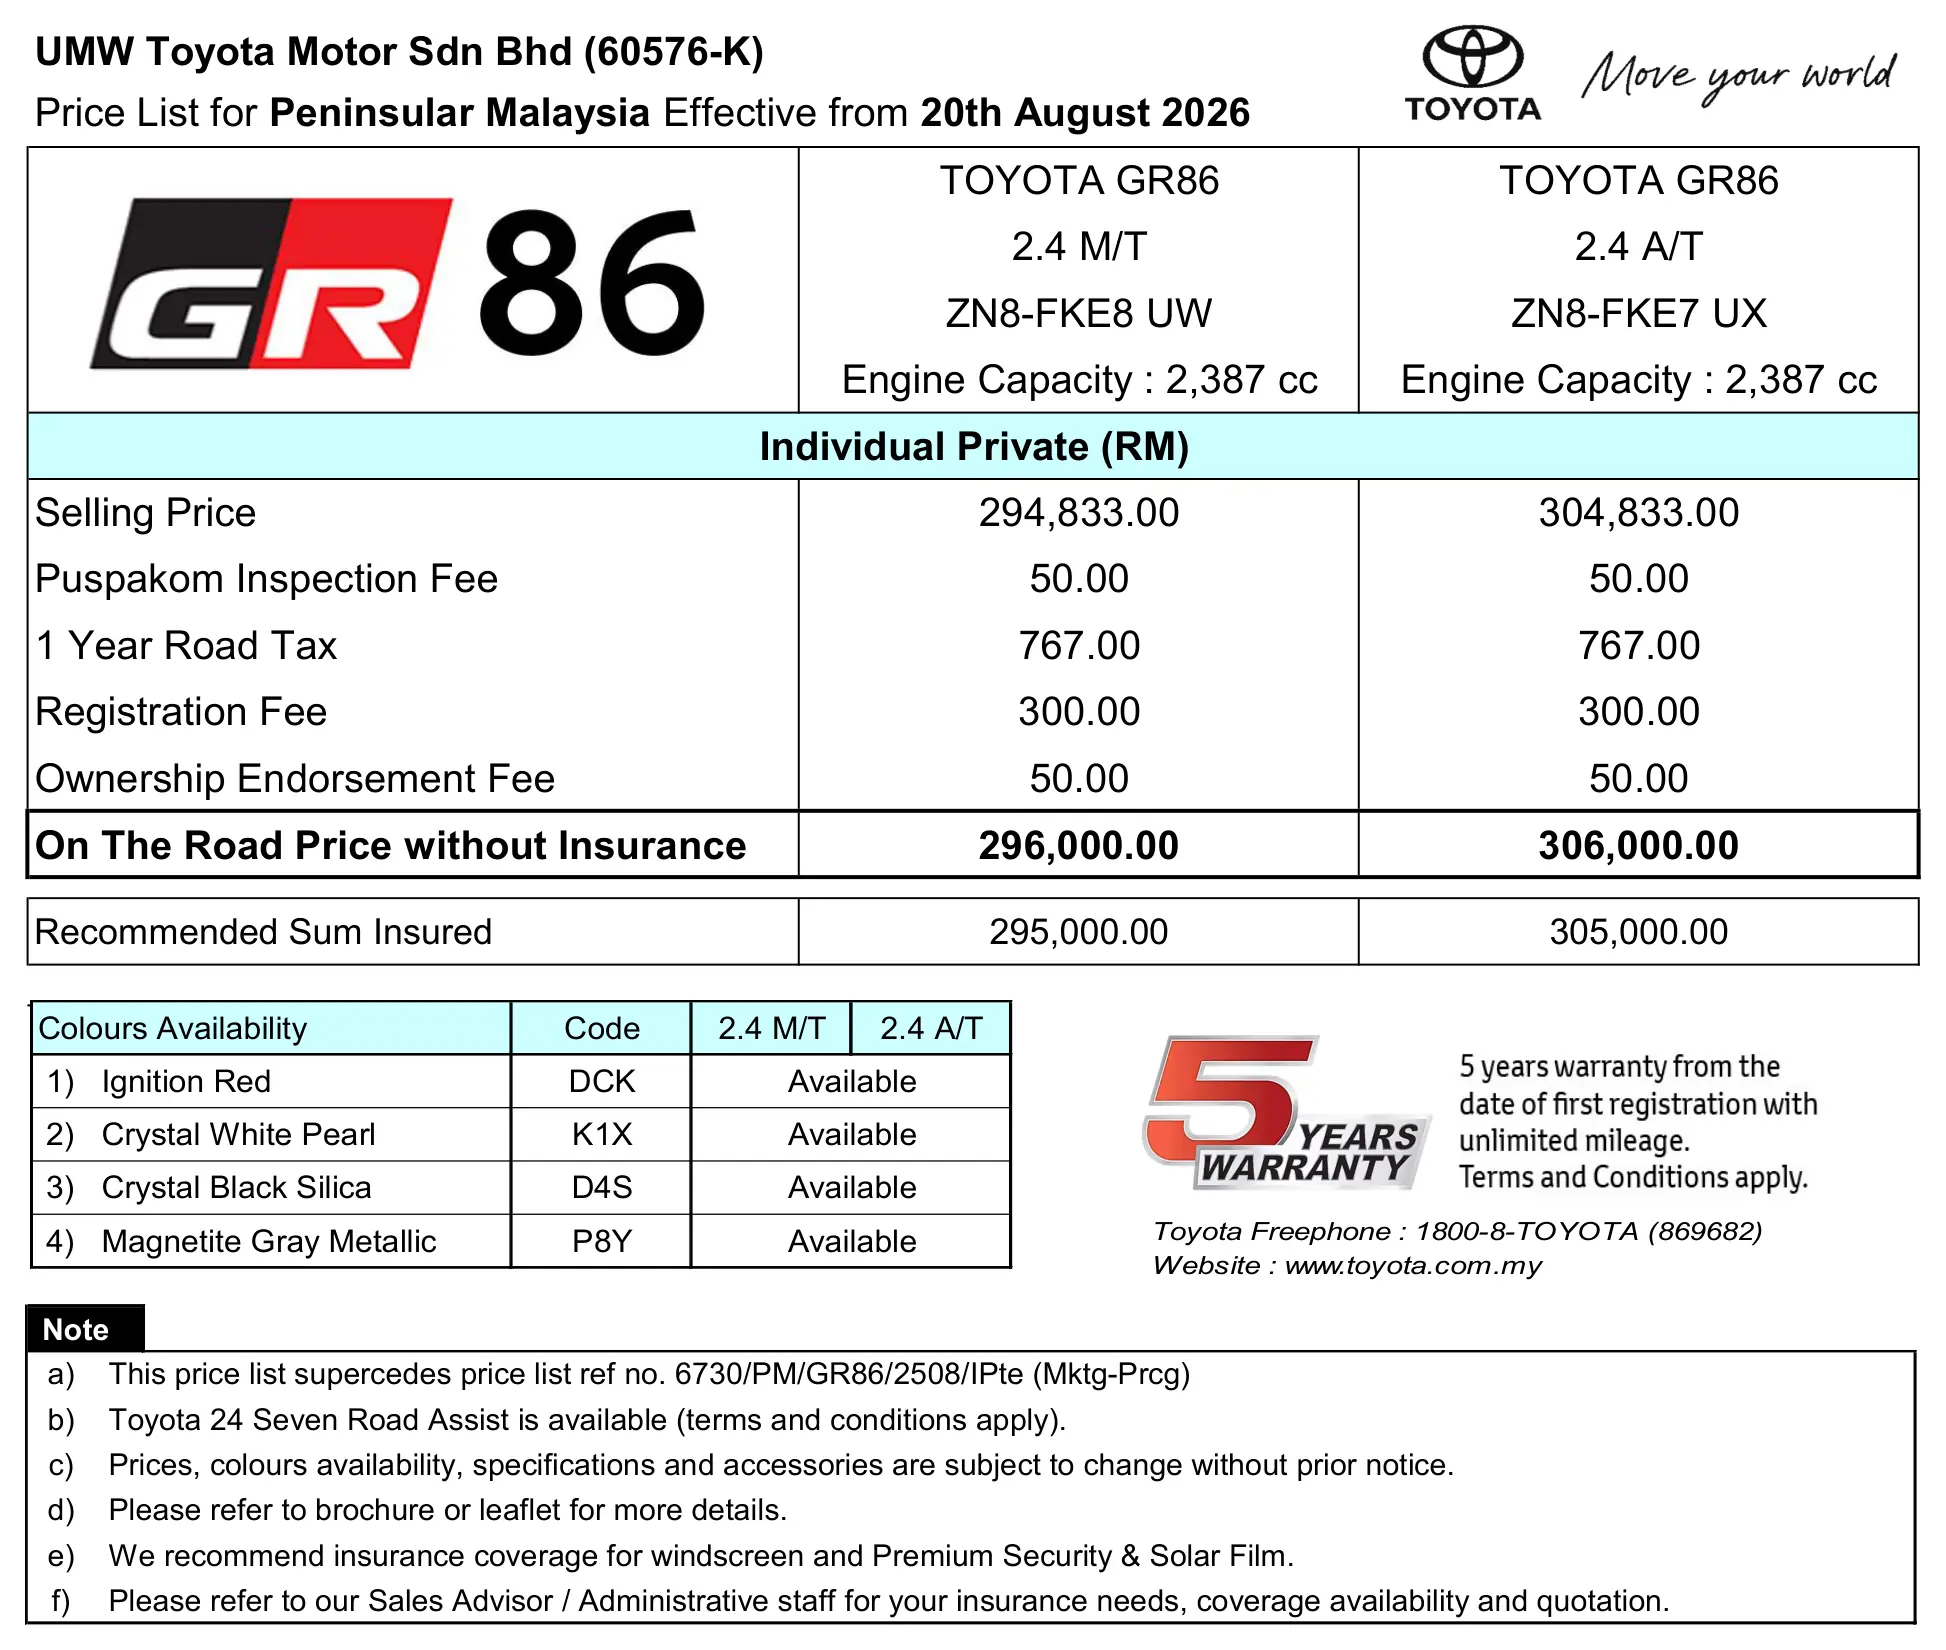 UMW Toyota Motor Sdn Bhd (60576-K)
Price List for Peninsular Malaysia Effective from 20th August 2026
TOYOTA
Move your world
GR 86
TOYOTA GR86
2.4 M/T
ZN8-FKE8 UW
Engine Capacity : 2,387 cc
TOYOTA GR86
2.4 A/T
ZN8-FKE7 UX
Engine Capacity : 2,387 cc
Individual Private (RM)
Selling Price 294,833.00 304,833.00
Puspakom Inspection Fee 50.00 50.00
1 Year Road Tax 767.00 767.00
Registration Fee 300.00 300.00
Ownership Endorsement Fee 50.00 50.00
On The Road Price without Insurance 296,000.00 306,000.00
Recommended Sum Insured 295,000.00 305,000.00
Colours Availability Code 2.4 M/T 2.4 A/T
1) Ignition Red DCK Available
2) Crystal White Pearl K1X Available
3) Crystal Black Silica D4S Available
4) Magnetite Gray Metallic P8Y Available
5 YEARS
WARRANTY
5 years warranty from the
date of first registration with
unlimited mileage.
Terms and Conditions apply.
Toyota Freephone : 1800-8-TOYOTA (869682)
Website : www.toyota.com.my
Note
a) This price list supercedes price list ref no. 6730/PM/GR86/2508/IPte (Mktg-Prcg)
b) Toyota 24 Seven Road Assist is available (terms and conditions apply).
c) Prices, colours availability, specifications and accessories are subject to change without prior notice.
d) Please refer to brochure or leaflet for more details.
e) We recommend insurance coverage for windscreen and Premium Security & Solar Film.
f) Please refer to our Sales Advisor / Administrative staff for your insurance needs, coverage availability and quotation.